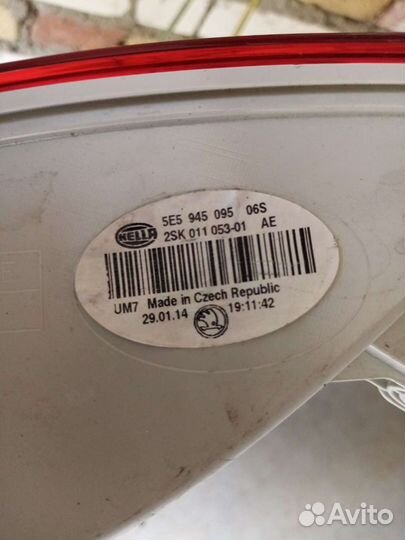 HELLA
5E5 945 095 06S
2SK 011 053-01 AE
UM7 Made in Czech Republic
29.01.14 19:11:42
Avito